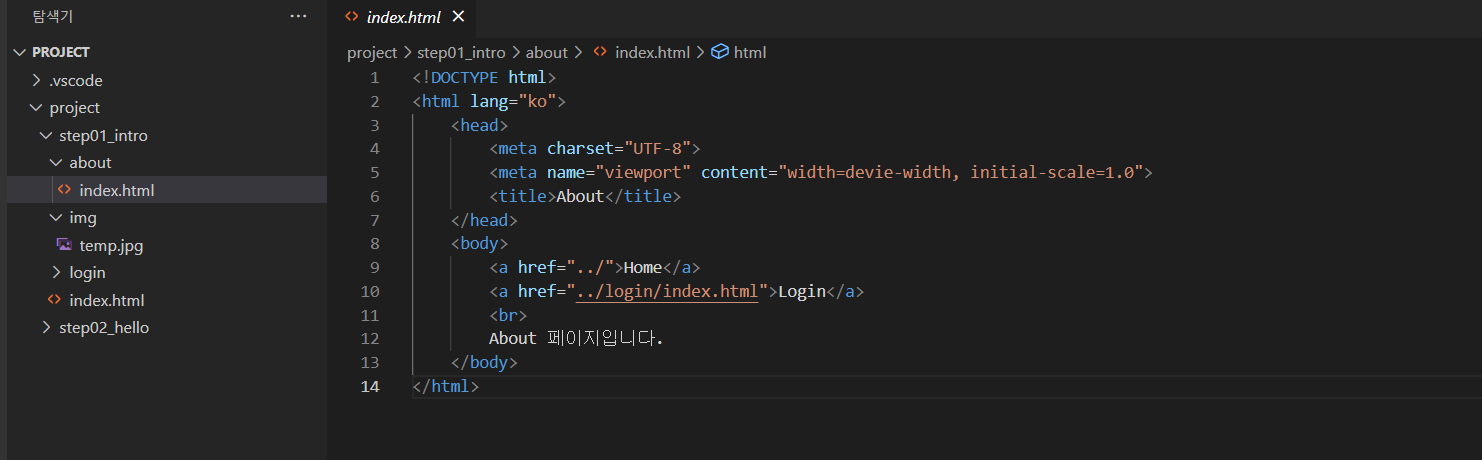 탐색기 ...
PROJECT
.vscode
project
step01_intro
about
index.html
img
temp.jpg
login
index.html
step02_hello
index.html
project > step01_intro > about > index.html > html
1 <!DOCTYPE html>
2 <html lang="ko">
3 <head>
4 <meta charset="UTF-8">
5 <meta name="viewport" content="width=devie-width, initial-scale=1.0">
6 <title>About</title>
7 </head>
8 <body>
9 <a href="../">Home</a>
10 <a href="../login/index.html">Login</a>
11 <br>
12 About 페이지입니다.
13 </body>
14 </html>